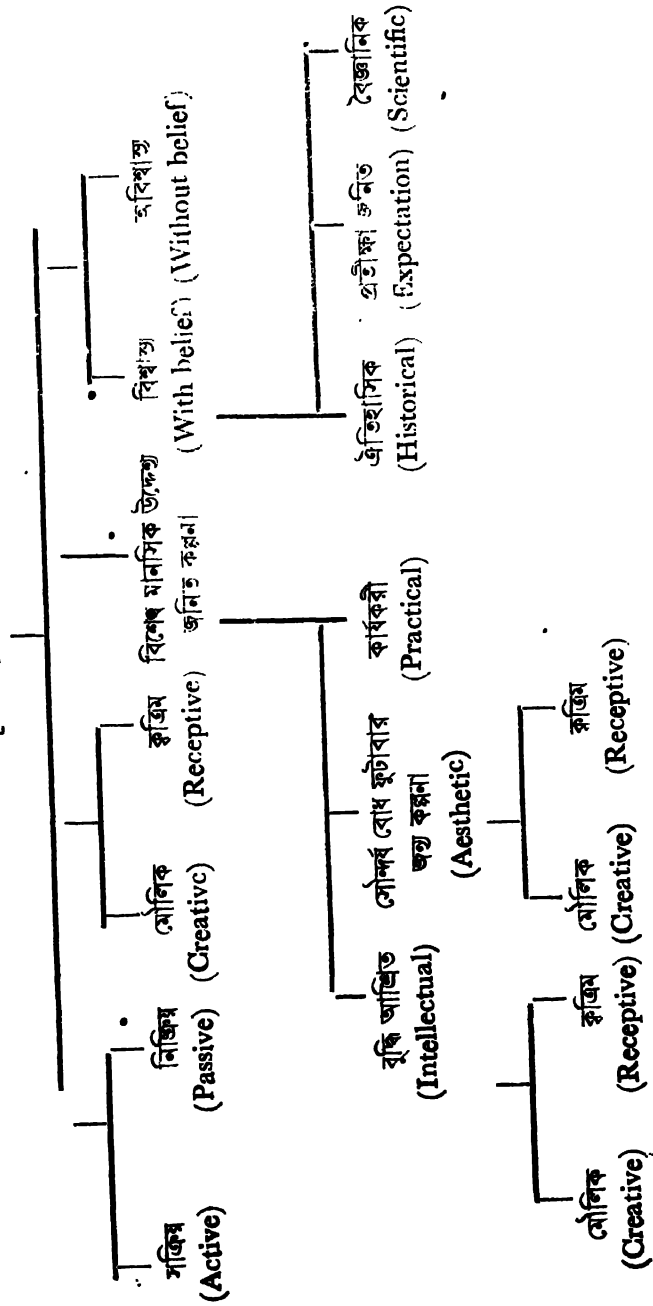 সক্রিয় নিষ্ক্রিয় মৌলিক কৃত্রিম বিশেষ মানসিক উদ্দেশ্য বিশ্বাস্য অবিশ্বাস্য
(Active) (Passive) (Creative) (Receptive) জনিত কল্পনা (With belief) (Without belief)
বুদ্ধি আশ্রিত সৌন্দর্য বোধ ফুটাবার কার্যকরী ঐতিহাসিক প্রতীক্ষা জনিত বৈজ্ঞানিক
(Intellectual) জন্য কল্পনা (Practical) (Historical) (Expectation) (Scientific)
(Aesthetic)
মৌলিক কৃত্রিম মৌলিক কৃত্রিম
(Creative) (Receptive) (Creative) (Receptive)